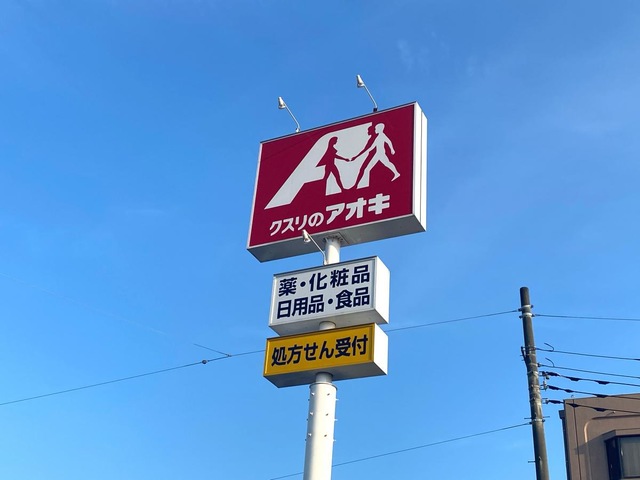 クスリのアオキ
薬・化粧品
日用品・食品
処方せん受付